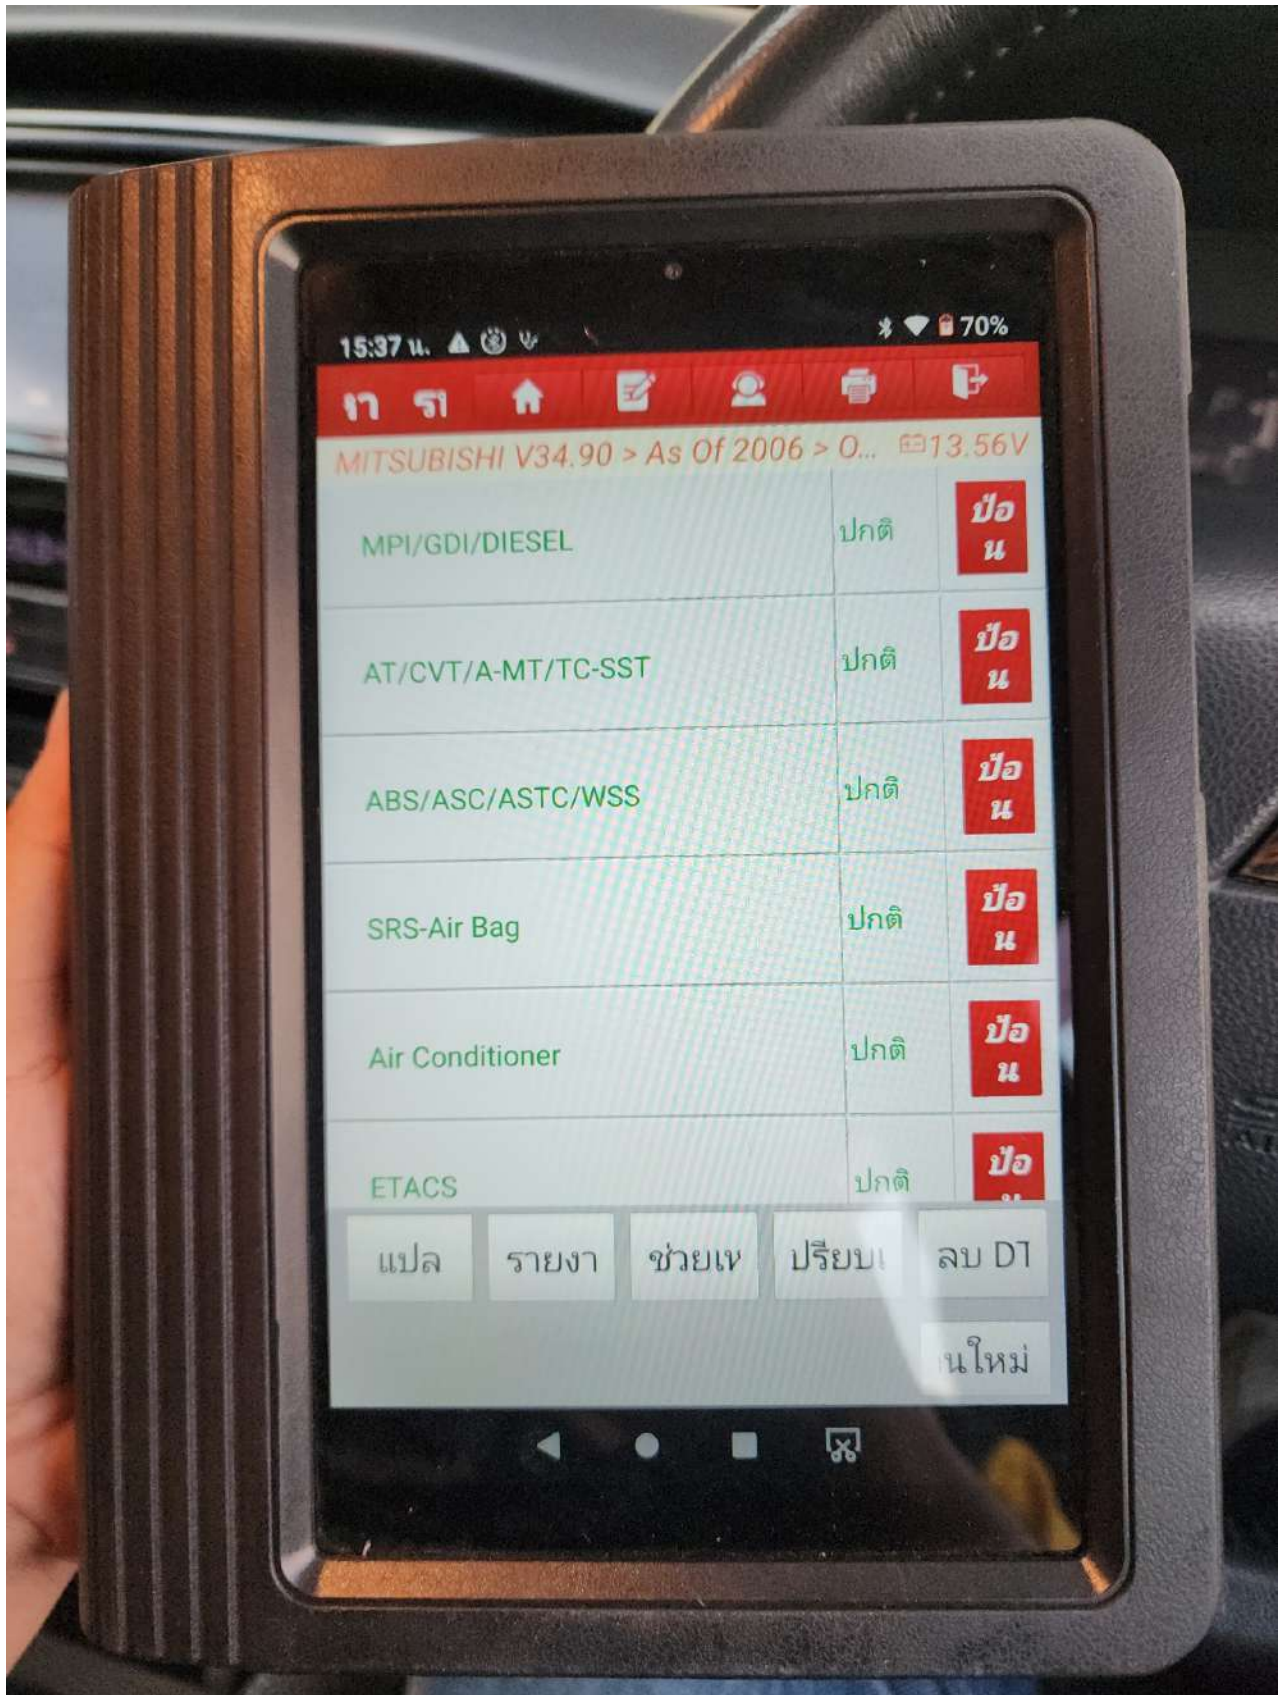 15:37 น. 70%
MITSUBISHI V34.90 > As Of 2006 > O... 13.56V
MPI/GDI/DIESEL ปกติ ป้อน
AT/CVT/A-MT/TC-SST ปกติ ป้อน
ABS/ASC/ASTC/WSS ปกติ ป้อน
SRS-Air Bag ปกติ ป้อน
Air Conditioner ปกติ ป้อน
ETACS ปกติ ป้อ
แปล รายงา ช่วยเห ปรียบเ ลบ DT
นใหม่